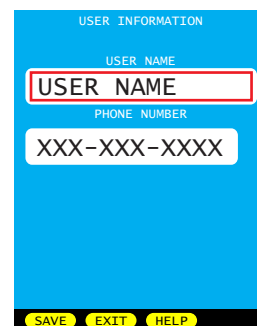 USER INFORMATION
USER NAME
USER NAME
PHONE NUMBER
XXX-XXX-XXXX
SAVE EXIT HELP